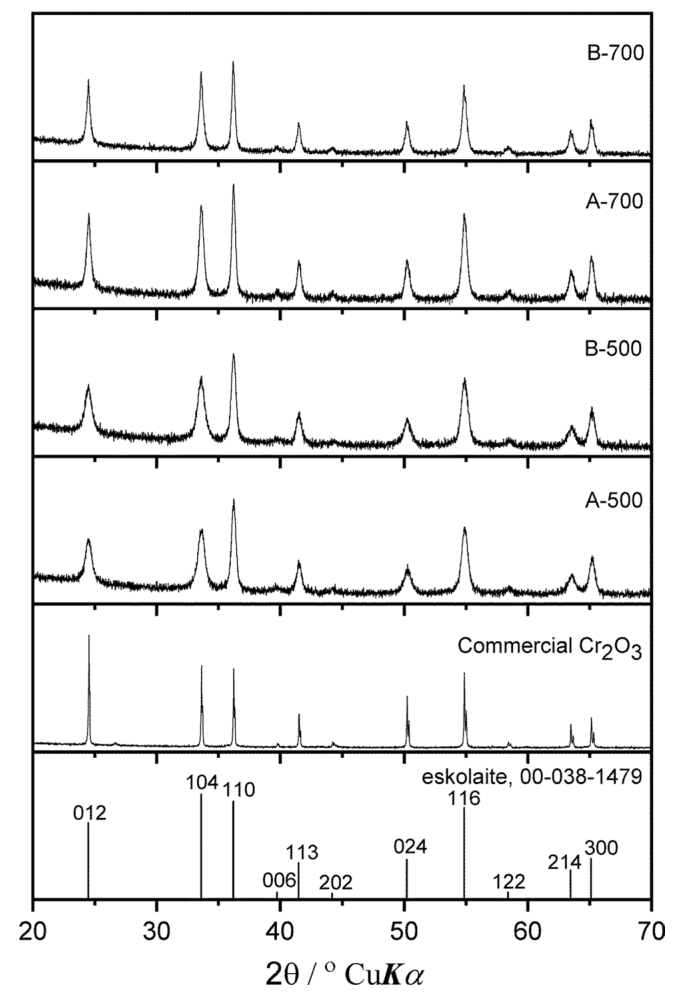 B-700
A-700
B-500
A-500
Commercial Cr₂O₃
eskolaite, 00-038-1479
012
104
110
006
113
202
024
116
122
214
300
20 30 40 50 60 70
2θ / ° CuKα